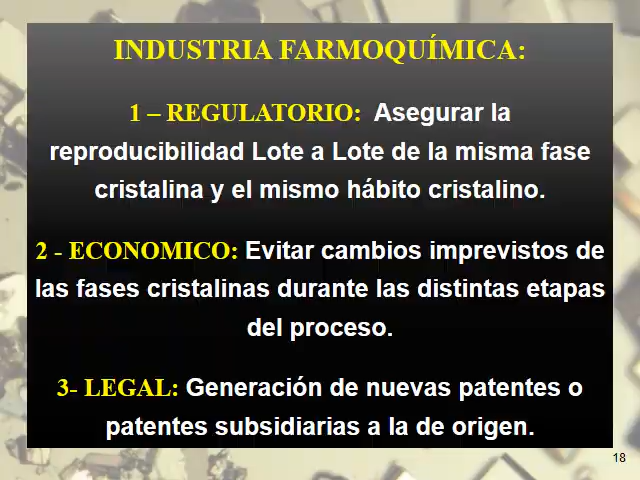 INDUSTRIA FARMOQUÍMICA:
1 – REGULATORIO: Asegurar la
reproducibilidad Lote a Lote de la misma fase
cristalina y el mismo hábito cristalino.
2 - ECONOMICO: Evitar cambios imprevistos de
las fases cristalinas durante las distintas etapas
del proceso.
3- LEGAL: Generación de nuevas patentes o
patentes subsidiarias a la de origen.
18